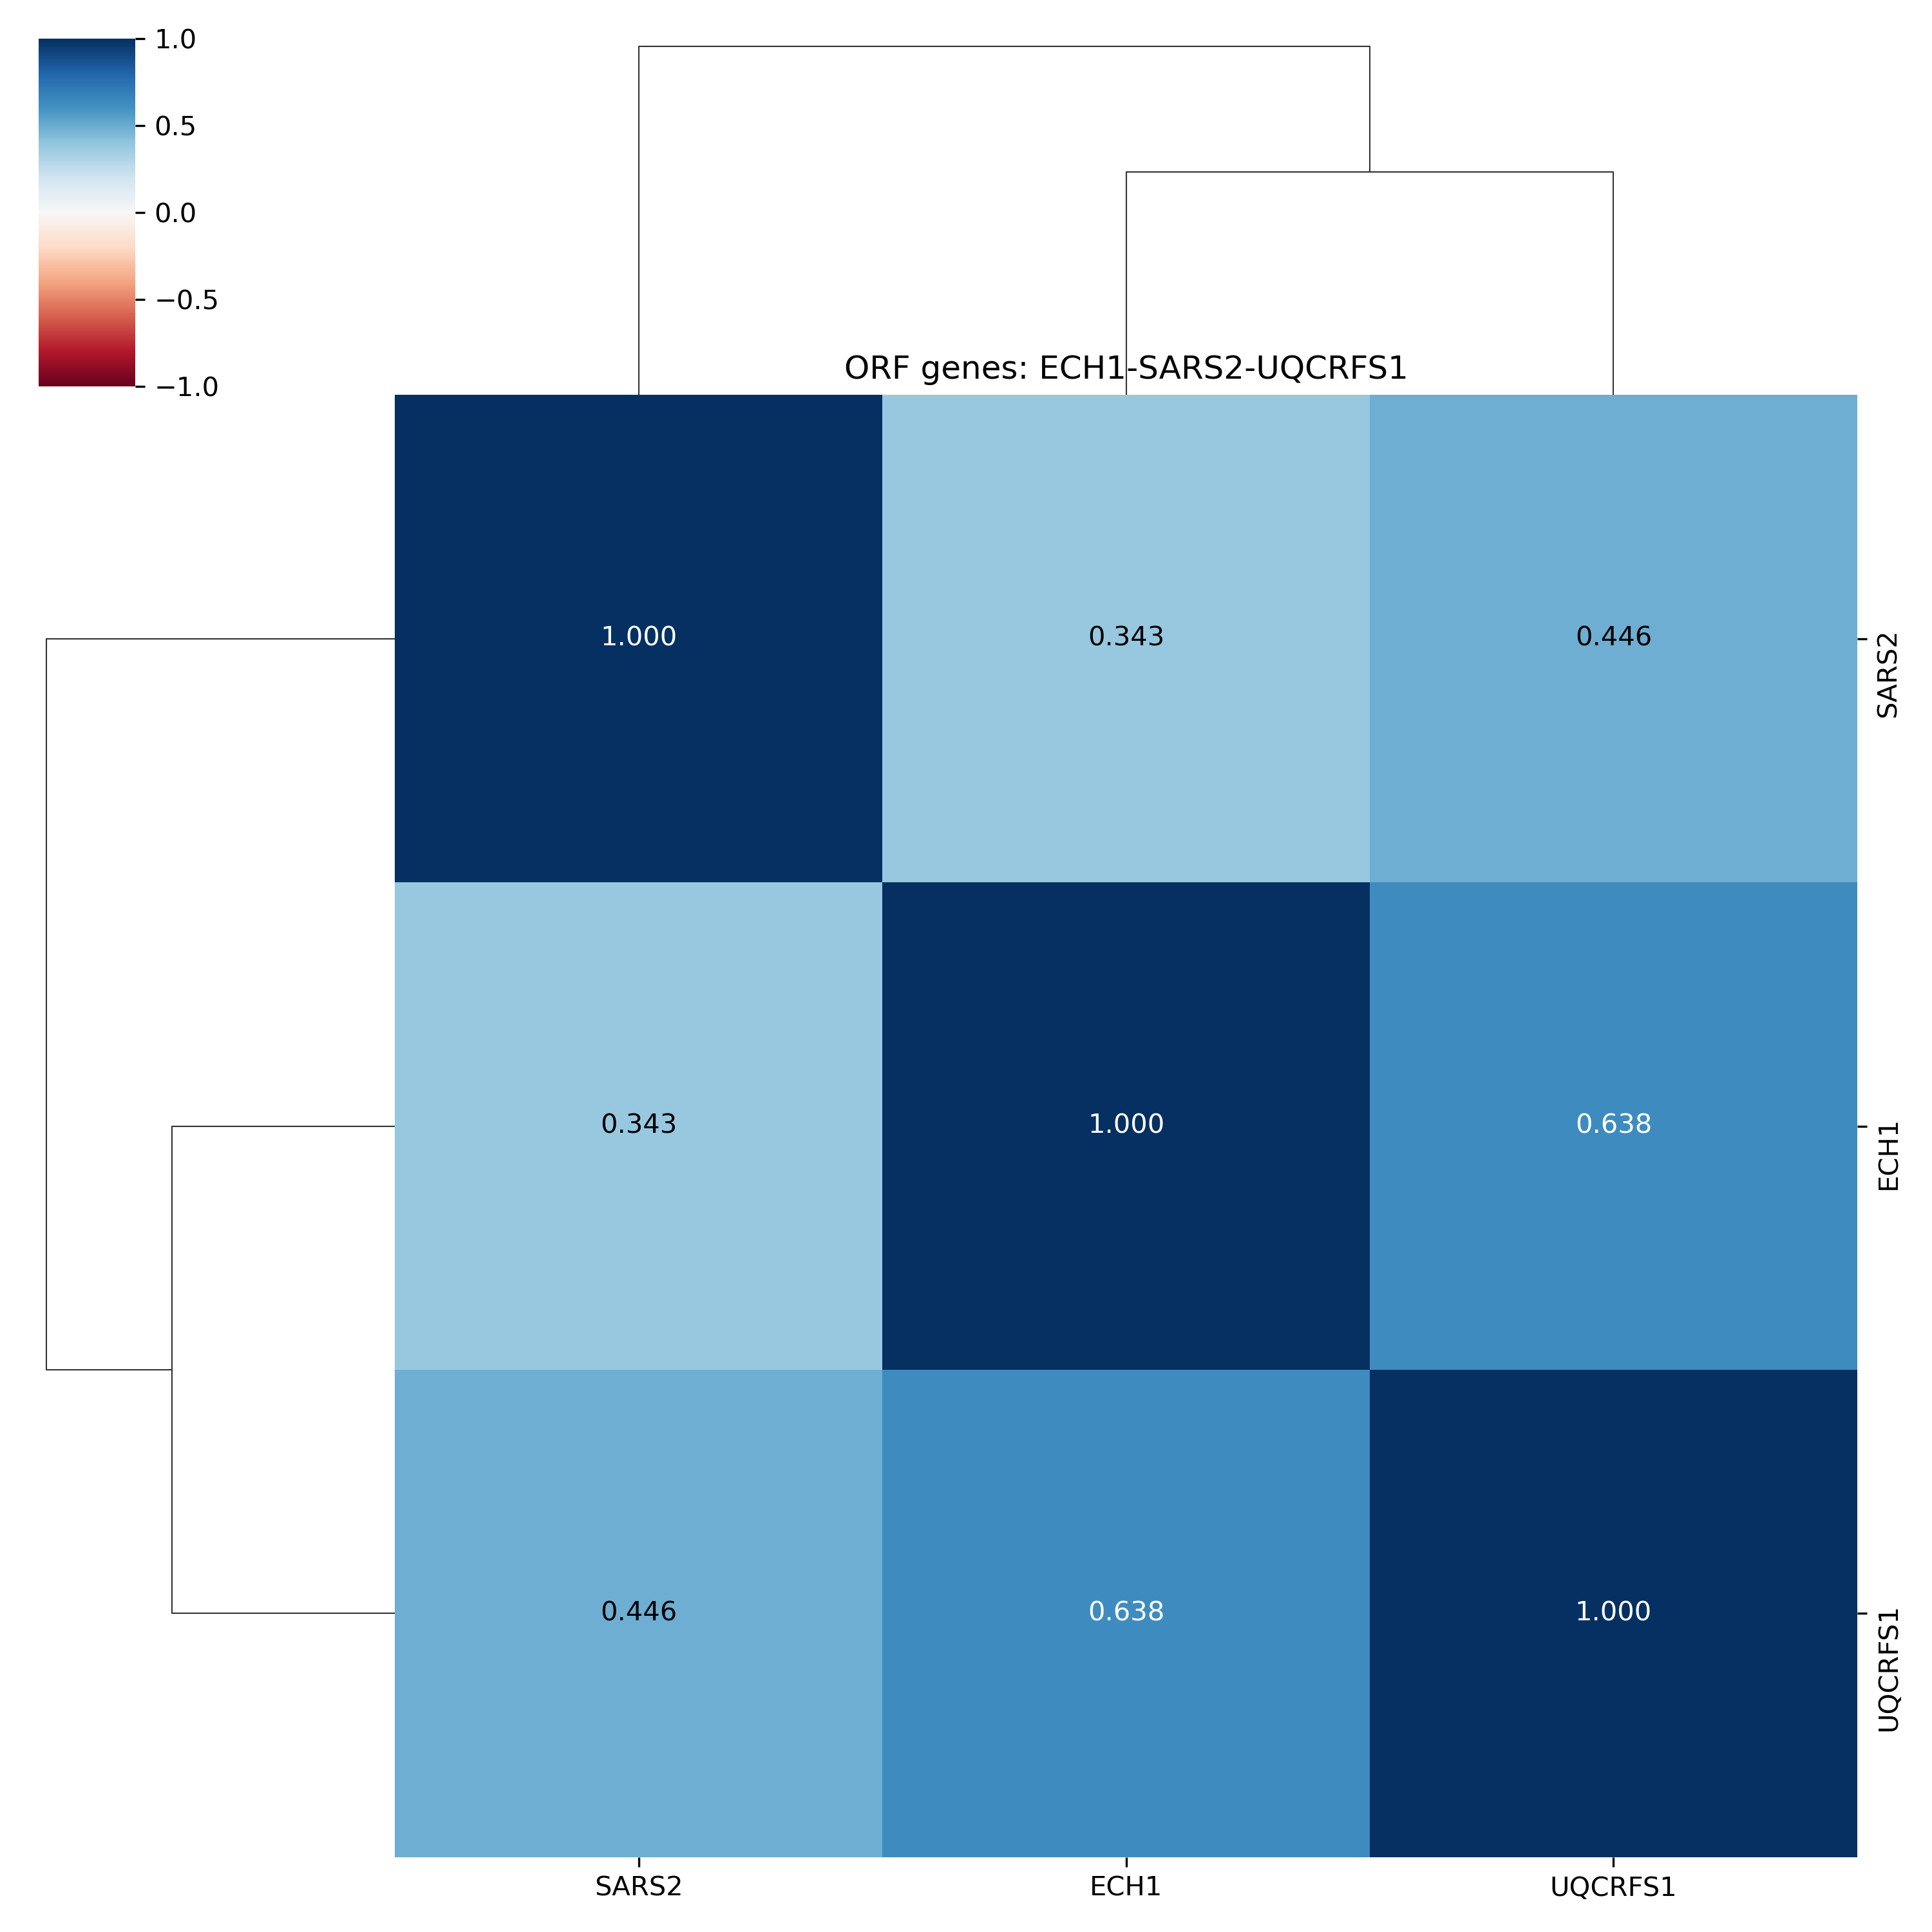 1.0
0.5
0.0
−0.5
−1.0
ORF genes: ECH1-SARS2-UQCRFS1
1.000 0.343 0.446
SARS2
0.343 1.000 0.638
ECH1
0.446 0.638 1.000
UQCRFS1
SARS2 ECH1 UQCRFS1